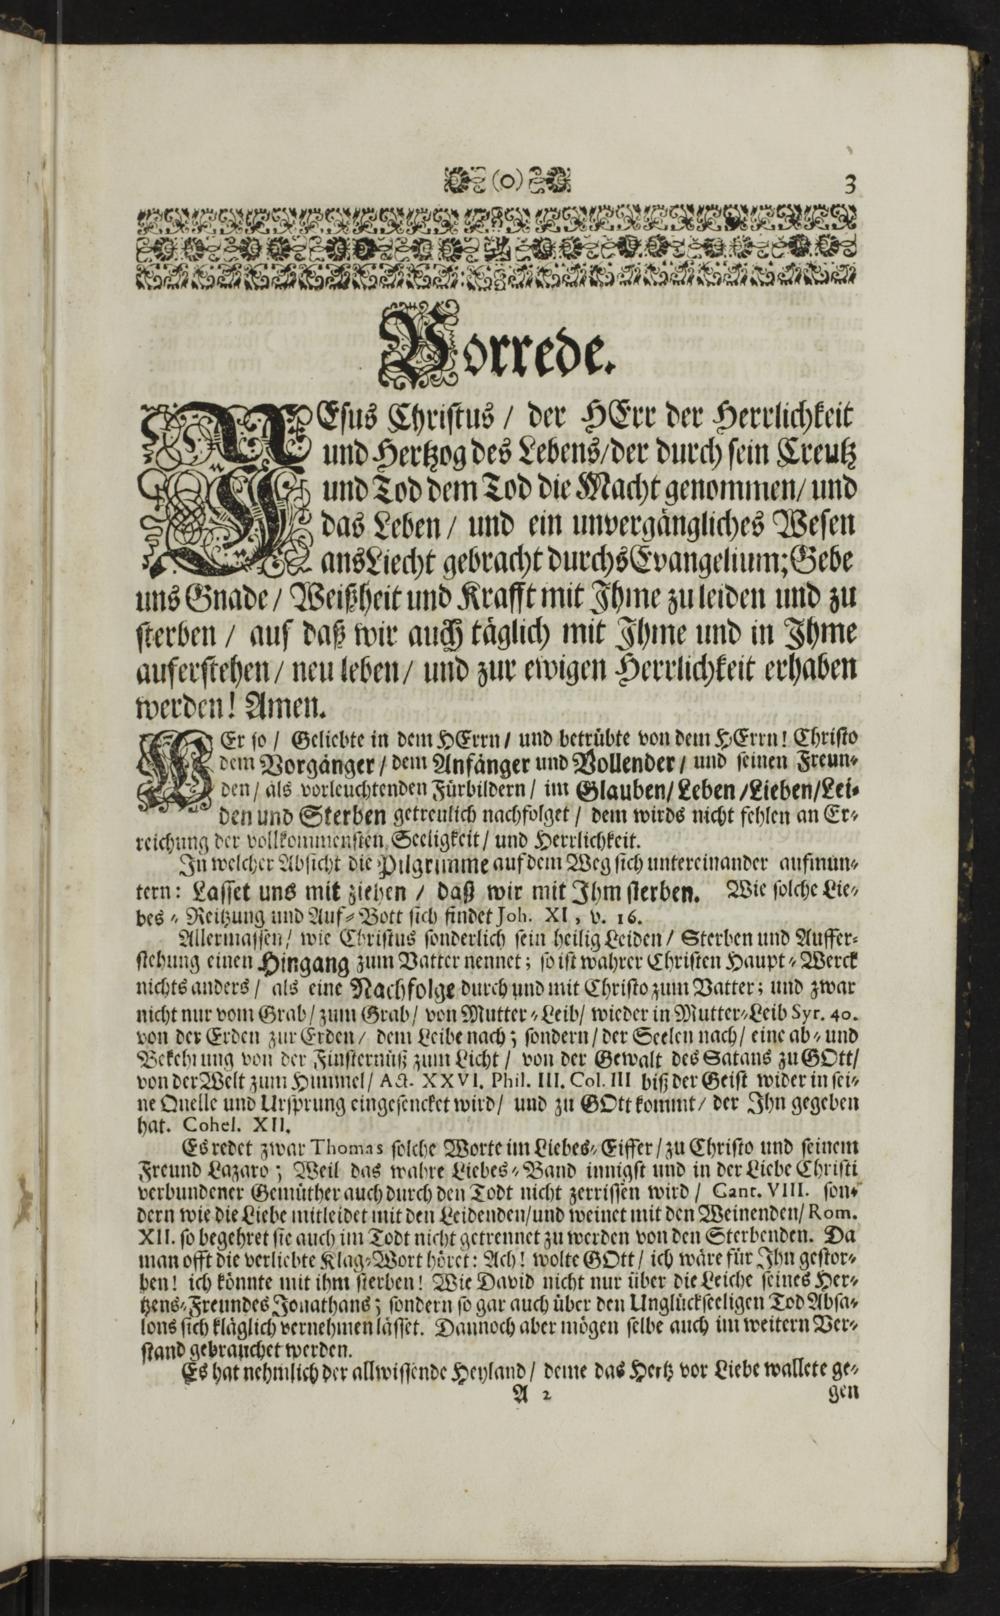 (0) 3
Vorrede.
JEsus Christus / der HErr der Herrlichkeit
und Hertzog des Lebens/der durch sein Creutz
und Tod dem Tod die Macht genommen/ und
das Leben / und ein unvergängliches Wesen
ans Liecht gebracht durchs Evangelium; Gebe
uns Gnade / Weißheit und Krafft mit Ihme zu leiden und zu
sterben / auf daß wir auch täglich mit Ihme und in Ihme
auferstehen / neu leben / und zur ewigen Herrlichkeit erhaben
werden! Amen.
WEr so / Geliebte in dem HErrn / und betrübte von dem HErrn! Christo
dem Vorgänger / dem Anfänger und Vollender / und seinen Freun-
den / als vorleuchtenden Fürbildern / im Glauben/ Leben /Lieben/Lei-
den und Sterben getreulich nachfolget / dem wirds nicht fehlen an Er-
reichung der vollkommensten Seeligkeit / und Herrlichkeit.
In welcher Absicht die Pilgrimme auf dem Weg sich untereinander aufmun-
tern: Lasset uns mit ziehen / daß wir mit Ihm sterben. Wie solche Lie-
bes-Reitzung und Auf-Bott sich findet Joh. XI, v. 16.
Allermassen / wie Christus sonderlich sein heilig Leiden / Sterben und Auffer-
stehung einen Hingang zum Vatter nennet; so ist wahrer Christen Haupt-Werck
nichts anders / als eine Nachfolge durch und mit Christo zum Vatter; und zwar
nicht nur vom Grab / zum Grab / von Mutter-Leib / wieder in Mutter-Leib Syr. 40.
von der Erden zur Erden / dem Leibe nach; sondern / der Seelen nach / eine ab- und
Bekehrung von der Finsternüß zum Licht / von der Gewalt des Satans zu GOtt/
von der Welt zum Himmel / Act. XXVI. Phil. III. Col. III biß der Geist wider in sei-
ne Quelle und Ursprung eingesencket wird / und zu GOtt kommt / der Ihn gegeben
hat. Cohel. XII.
Es redet zwar Thomas solche Worte im Liebes-Eiffer / zu Christo und seinem
Freund Lazaro; Weil das wahre Liebes-Band innigst und in der Liebe Christi
verbundener Gemüther auch durch den Todt nicht zerrissen wird / Cant. VIII. son-
dern wie die Liebe mitleidet mit den Leidenden/und weinet mit den Weinenden/ Rom.
XII. so begehret sie auch im Todt nicht getrennet zu werden von den Sterbenden. Da
man offt die verliebte Klag-Wort höret: Ach! wolte GOtt / ich wäre für Ihn gestor-
ben! ich könnte mit ihm sterben! Wie David nicht nur über die Leiche seines Her-
tzens-Freundes Jonathans; sondern so gar auch über den Unglückseeligen Tod Absa-
lons sich kläglich vernehmen lässet. Dannoch aber mögen selbe auch im weitern Ver-
stand gebrauchet werden.
Es hat nehmlich der allwissende Heyland / deme das Hertz vor Liebe wallete ge-
A 2 gen